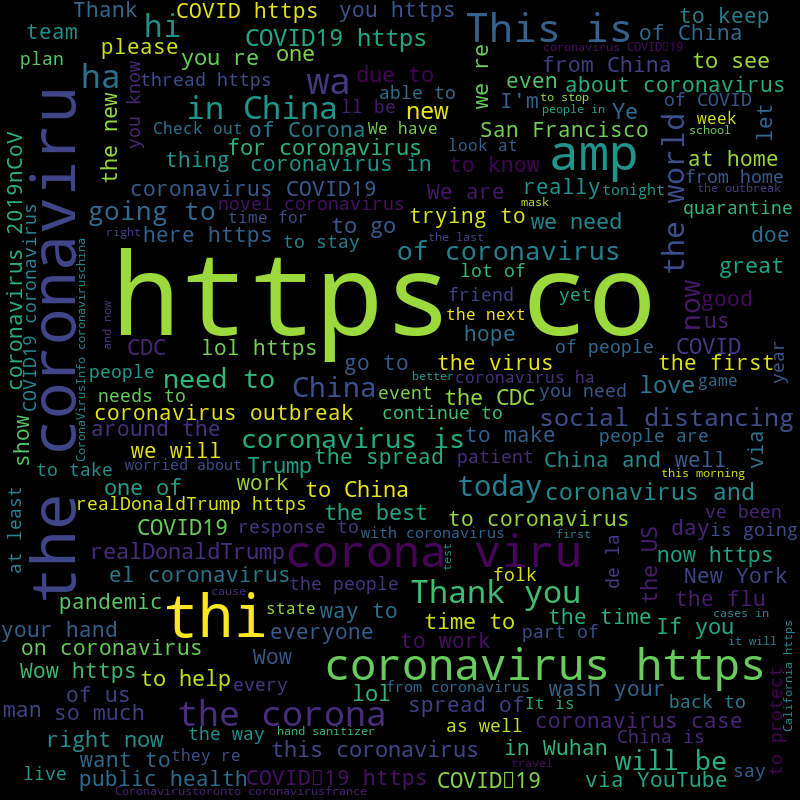 Thank
COVID https
you https
This is
to keep
hi
of China
team
COVID19 https
coronavirus COVID▯19
please
you re
one
we re
from China
to see
plan
ha
thread https
due to
even
about coronavirus
wa
able to
the new
you know
in China
ll be
new
I'm
to stop
people in
Ye
of COVID
week
let
Check out
of Corona
We have
San Francisco
school
for coronavirus
look at
amp
the world
at home
thing
coronavirus in
to know
from home
coronavirus 2019nCoV
the coronaviru
coronavirus COVID19
We are
really
tonight
the outbreak
novel coronavirus
mask
going to
time for
to go
trying to
we need
quarantine
COVID19 coronavirus
right
here https
to stay
the last
doe
of coronavirus
https co
lot of
great
coronaviruschina
friend
yet
now
good
us
and now
the next
CDC
lol https
hope
of people
COVID
year
go to
the virus
the first
people
need to
better
coronavirus ha
game
CoronavirusInfo
needs to
China
event
the CDC
you need
love
coronavirus outbreak
continue to
social distancing
show
around the
coronavirus is
to make
people are
via
we will
to take
worried about
Trump
the spread
patient
China and
well
this morning
at least
one of
work
to China
today
coronavirus and
realDonaldTrump https
the best
ve been
COVID19
response to
to coronavirus
day
is going
with coronavirus
first
realDonaldTrump
corona viru
test
de la
the US
now https
el coronavirus
the people
folk
New York
cause
Thank you
pandemic
thi
state
way to
time to
the time
the flu
cases in
your hand
everyone
part of
If you
California https
on coronavirus
to work
it will
Wow https
Wow
coronavirus https
to help
every
of us
lol
from coronavirus
wash your
to protect
man
so much
the corona
spread of
It is
back to
right now
the way
hand sanitizer
as well
coronavirus case
want to
they re
this coronavirus
in Wuhan
China is
will be
live
public health
COVID▯19 https
COVID▯19
travel
via YouTube
say
Coronavirustoronto
coronavirusfrance